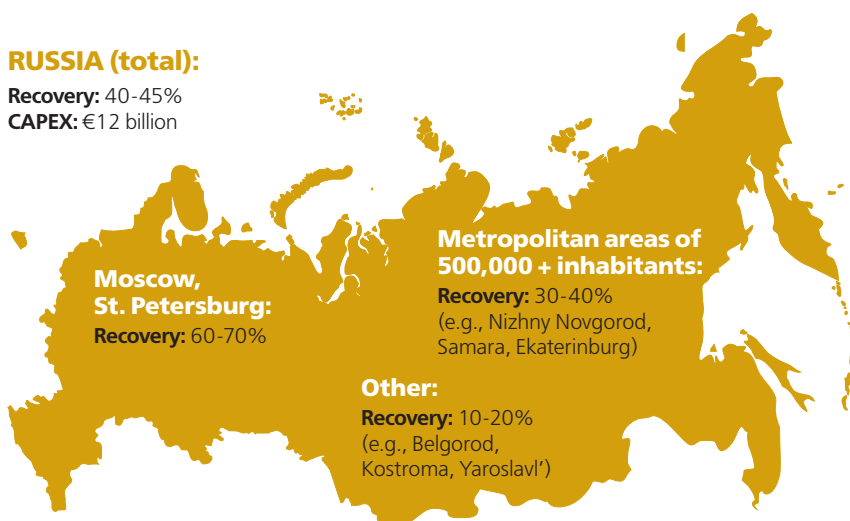 RUSSIA (total):
Recovery: 40-45%
CAPEX: €12 billion
Moscow,
St. Petersburg:
Recovery: 60-70%
Metropolitan areas of
500,000 + inhabitants:
Recovery: 30-40%
(e.g., Nizhny Novgorod,
Samara, Ekaterinburg)
Other:
Recovery: 10-20%
(e.g., Belgorod,
Kostroma, Yaroslavl’)